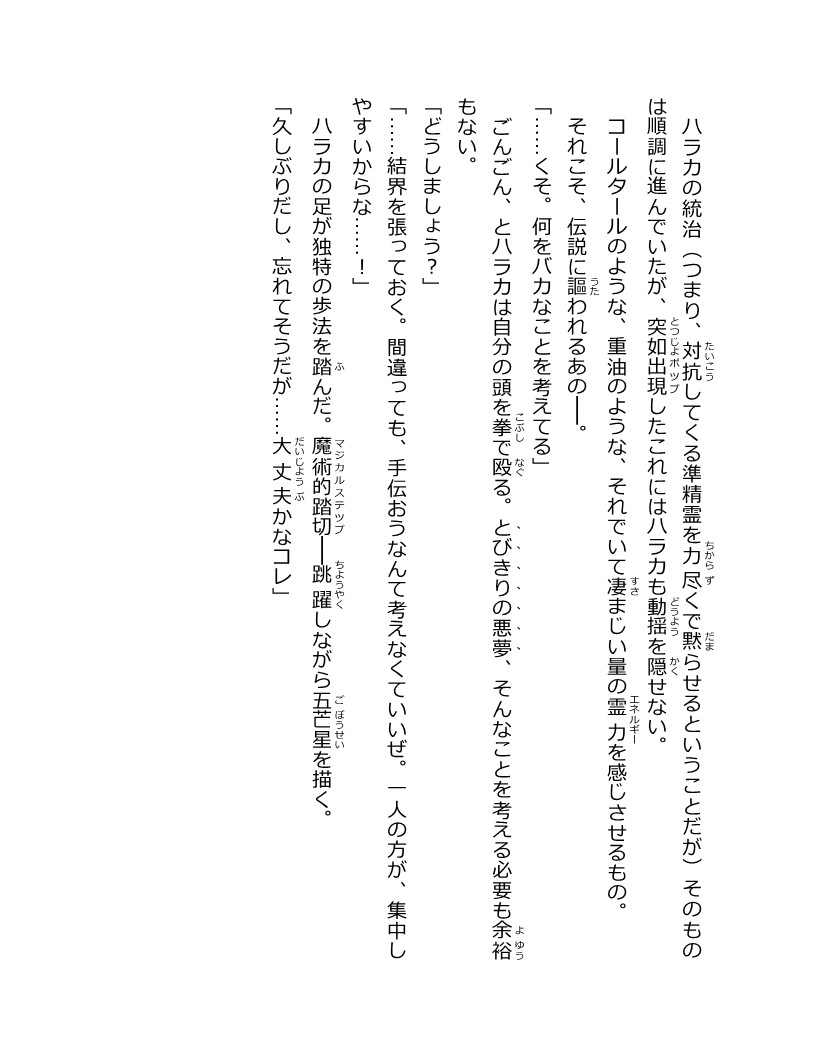 ハラカの統治（つまり、対抗してくる準精霊を力尽くで黙らせるということだが）そのもの
は順調に進んでいたが、突如出現したこれにはハラカも動揺を隠せない。
コールタールのような、重油のような、それでいて凄まじい量の霊力を感じさせるもの。
それこそ、伝説に謳われるあの──。
「……くそ。何をバカなことを考えてる」
ごんごん、とハラカは自分の頭を拳で殴る。とびきりの悪夢、そんなことを考える必要も余裕
もない。
「どうしましょう？」
「……結界を張っておく。間違っても、手伝おうなんて考えなくていいぜ。一人の方が、集中し
やすいからな……！」
ハラカの足が独特の歩法を踏んだ。魔術的踏切──跳躍しながら五芒星を描く。
「久しぶりだし、忘れてそうだが……大丈夫かなコレ」